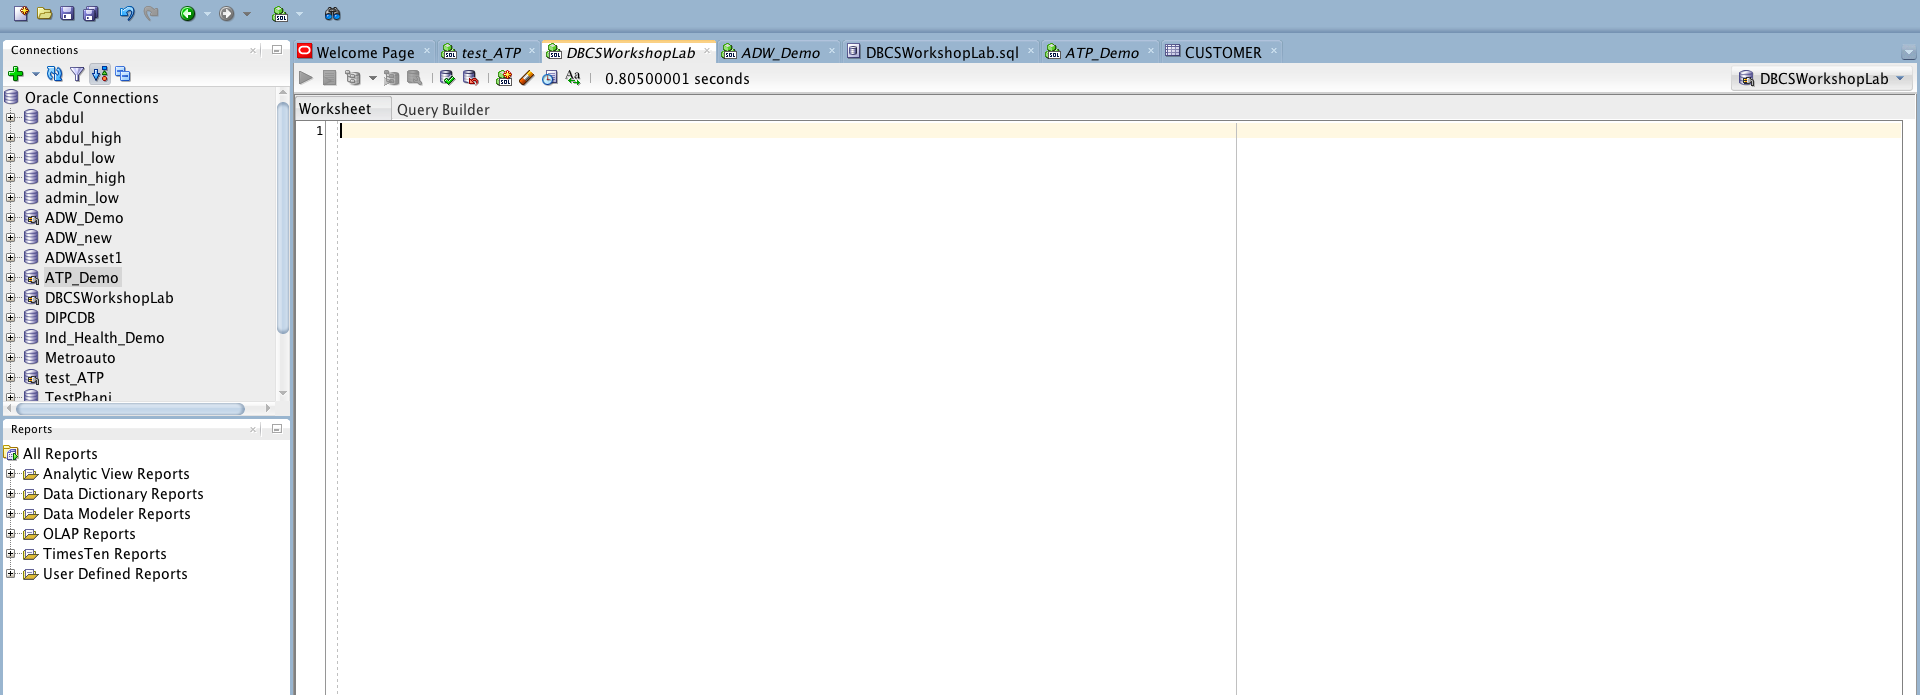 Connections
Oracle Connections
abdul
abdul_high
abdul_low
admin_high
admin_low
ADW_Demo
ADW_new
ADWAsset1
ATP_Demo
DBCSWorkshopLab
DIPCDB
Ind_Health_Demo
Metroauto
test_ATP
TestPhani
Reports
All Reports
Analytic View Reports
Data Dictionary Reports
Data Modeler Reports
OLAP Reports
TimesTen Reports
User Defined Reports
Welcome Page test_ATP DBCSWorkshopLab ADW_Demo DBCSWorkshopLab.sql ATP_Demo CUSTOMER
0.80500001 seconds DBCSWorkshopLab
Worksheet Query Builder
1